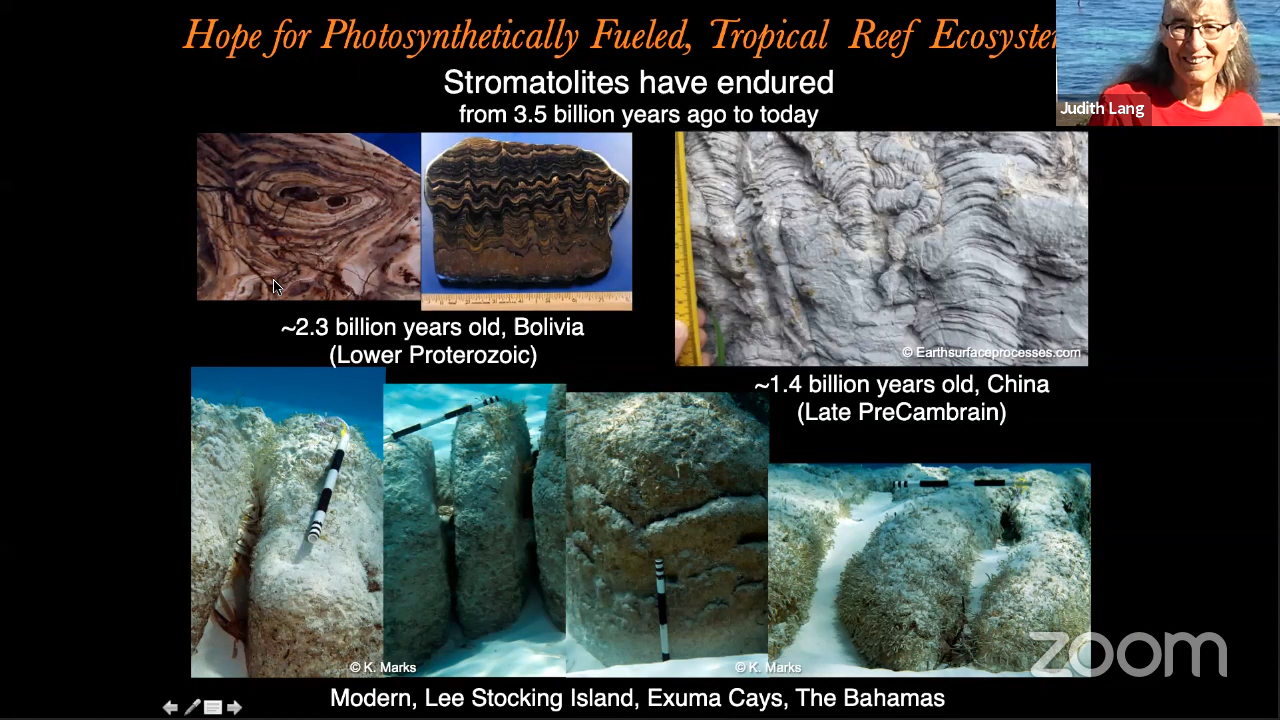 Hope for Photosynthetically Fueled, Tropical Reef Ecosystem
Judith Lang
Stromatolites have endured
from 3.5 billion years ago to today
© Earthsurfaceprocesses.com
~2.3 billion years old, Bolivia
(Lower Proterozoic)
~1.4 billion years old, China
(Late PreCambrain)
© K. Marks
© K. Marks
zoom
Modern, Lee Stocking Island, Exuma Cays, The Bahamas